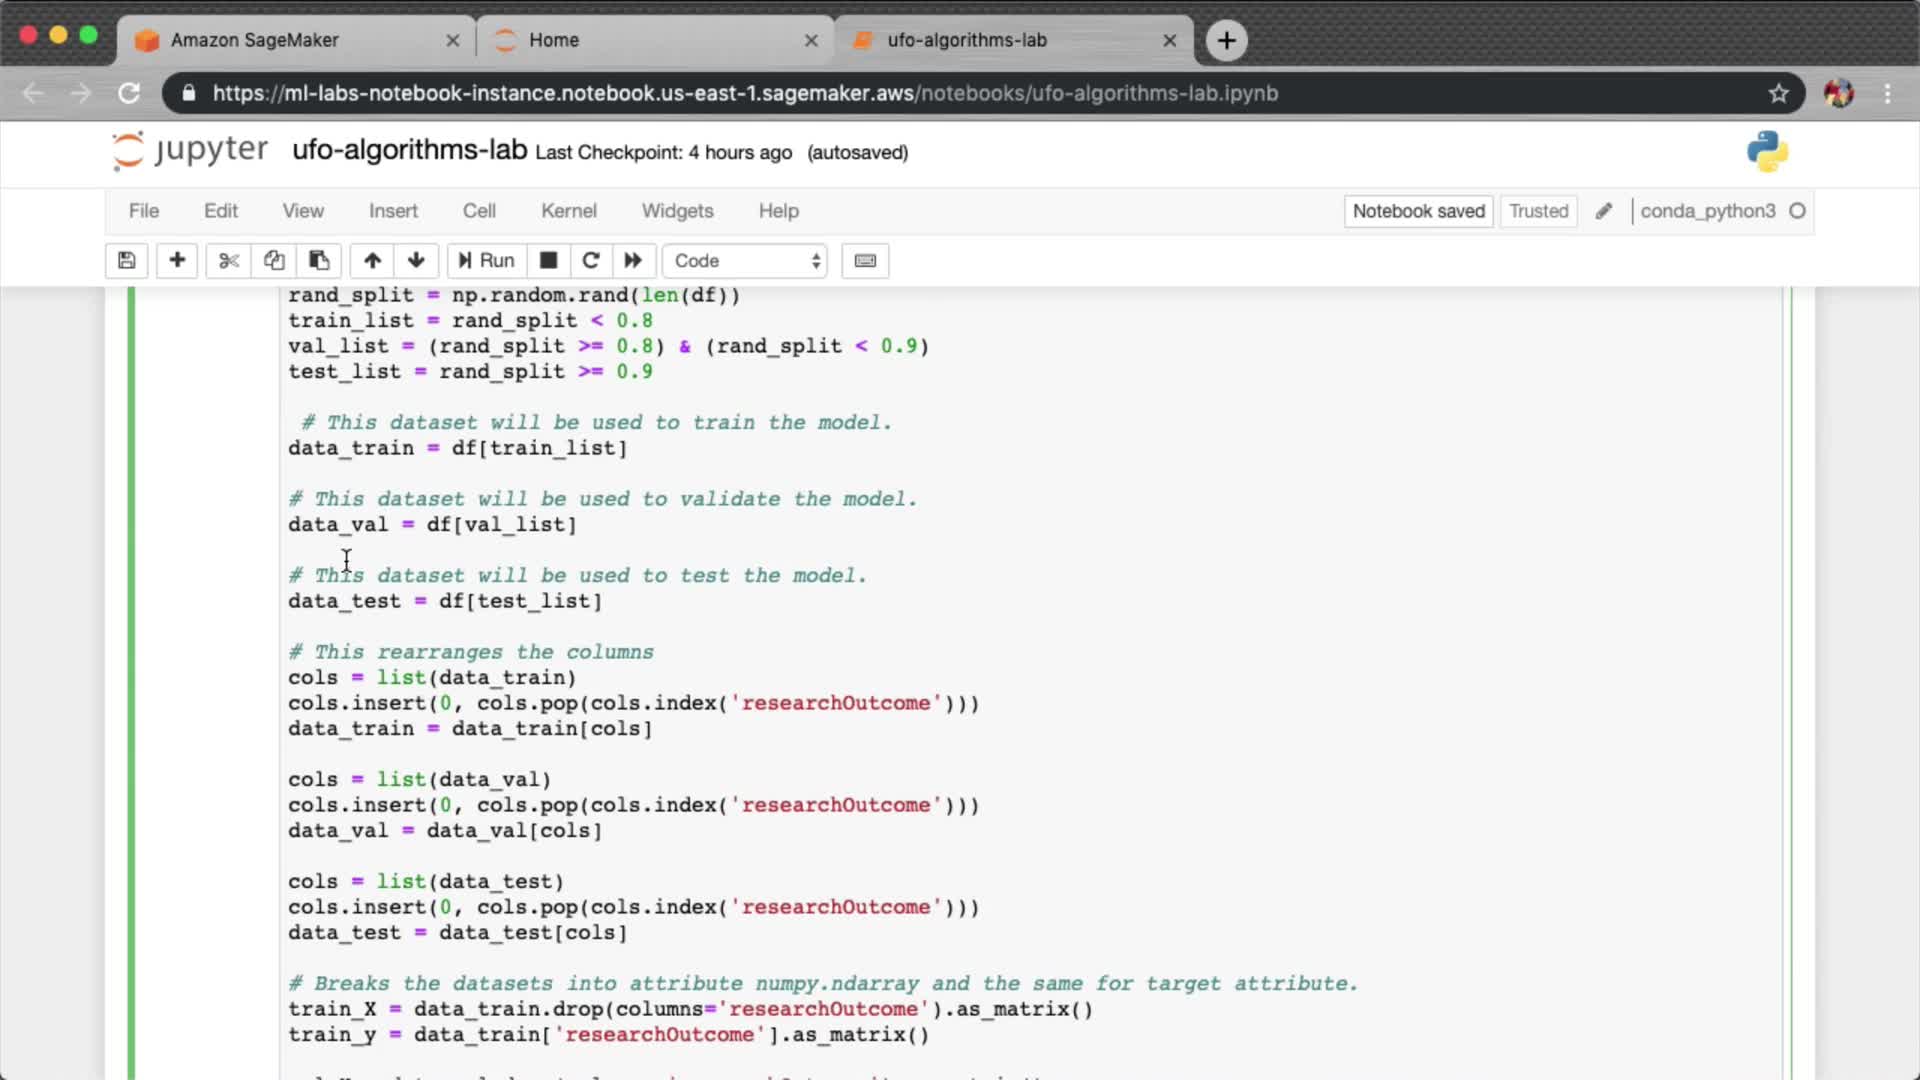 Amazon SageMaker
Home
ufo-algorithms-lab
https://ml-labs-notebook-instance.notebook.us-east-1.sagemaker.aws/notebooks/ufo-algorithms-lab.ipynb
jupyter ufo-algorithms-lab Last Checkpoint: 4 hours ago (autosaved)
File Edit View Insert Cell Kernel Widgets Help Notebook saved Trusted conda_python3
Run Code
rand_split = np.random.rand(len(df))
train_list = rand_split < 0.8
val_list = (rand_split >= 0.8) & (rand_split < 0.9)
test_list = rand_split >= 0.9
# This dataset will be used to train the model.
data_train = df[train_list]
# This dataset will be used to validate the model.
data_val = df[val_list]
# This dataset will be used to test the model.
data_test = df[test_list]
# This rearranges the columns
cols = list(data_train)
cols.insert(0, cols.pop(cols.index('researchOutcome')))
data_train = data_train[cols]
cols = list(data_val)
cols.insert(0, cols.pop(cols.index('researchOutcome')))
data_val = data_val[cols]
cols = list(data_test)
cols.insert(0, cols.pop(cols.index('researchOutcome')))
data_test = data_test[cols]
# Breaks the datasets into attribute numpy.ndarray and the same for target attribute.
train_X = data_train.drop(columns='researchOutcome').as_matrix()
train_y = data_train['researchOutcome'].as_matrix()